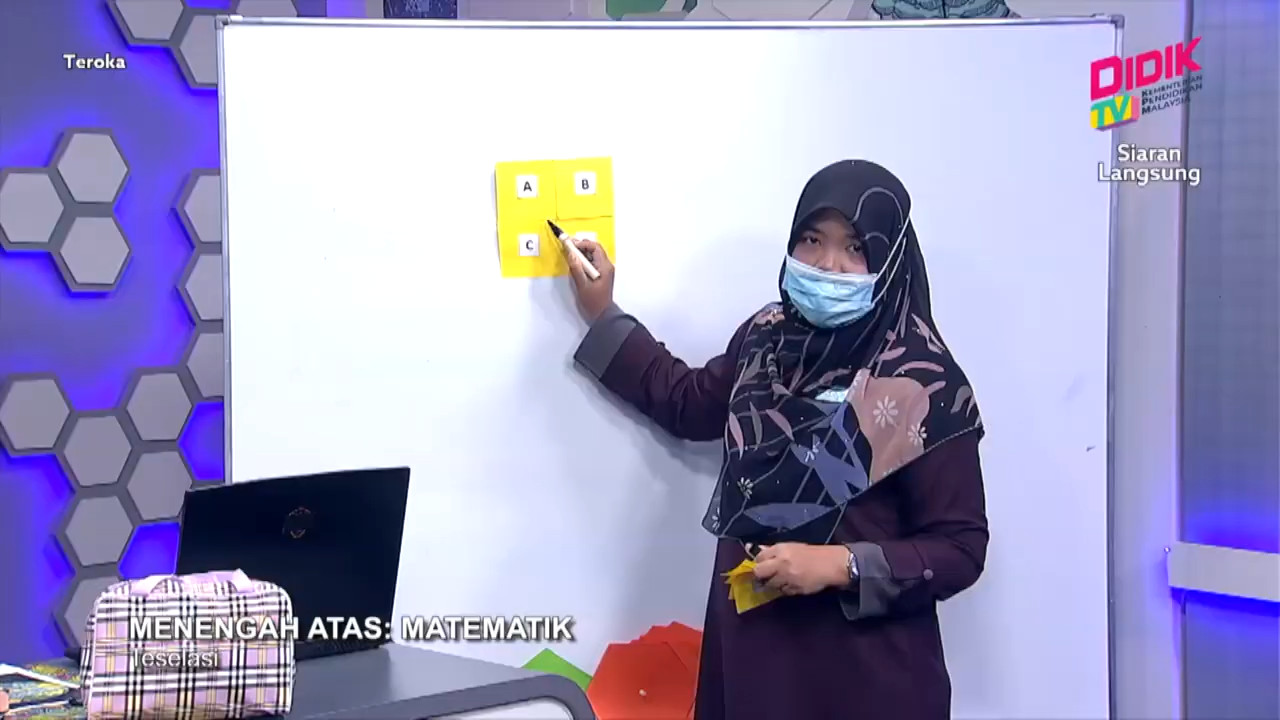 Teroka
DIDIK
TV
KEMENTERIAN
PENDIDIKAN
MALAYSIA
Siaran
Langsung
A
B
C
MENENGAH ATAS: MATEMATIK
Teselasi